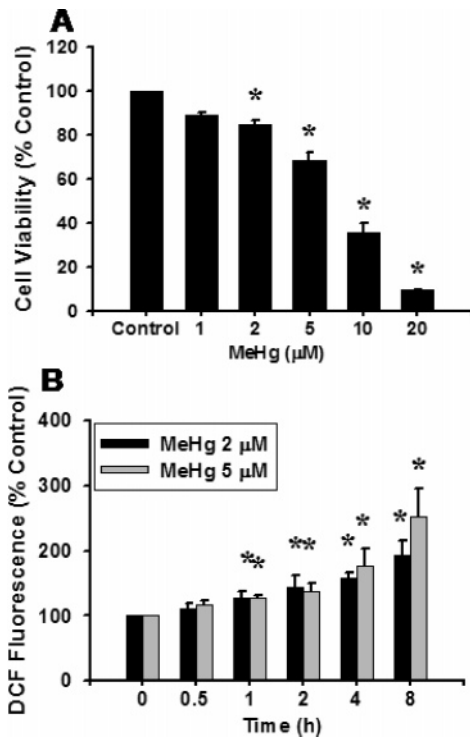 A
Cell Viability (% Control)
120
100
80
60
40
20
0
* * * *
Control 1 2 5 10 20
MeHg (μM)
B
DCF Fluorescence (% Control)
400
300
200
100
0
MeHg 2 μM
MeHg 5 μM
** ** * * * *
0 0.5 1 2 4 8
Time (h)